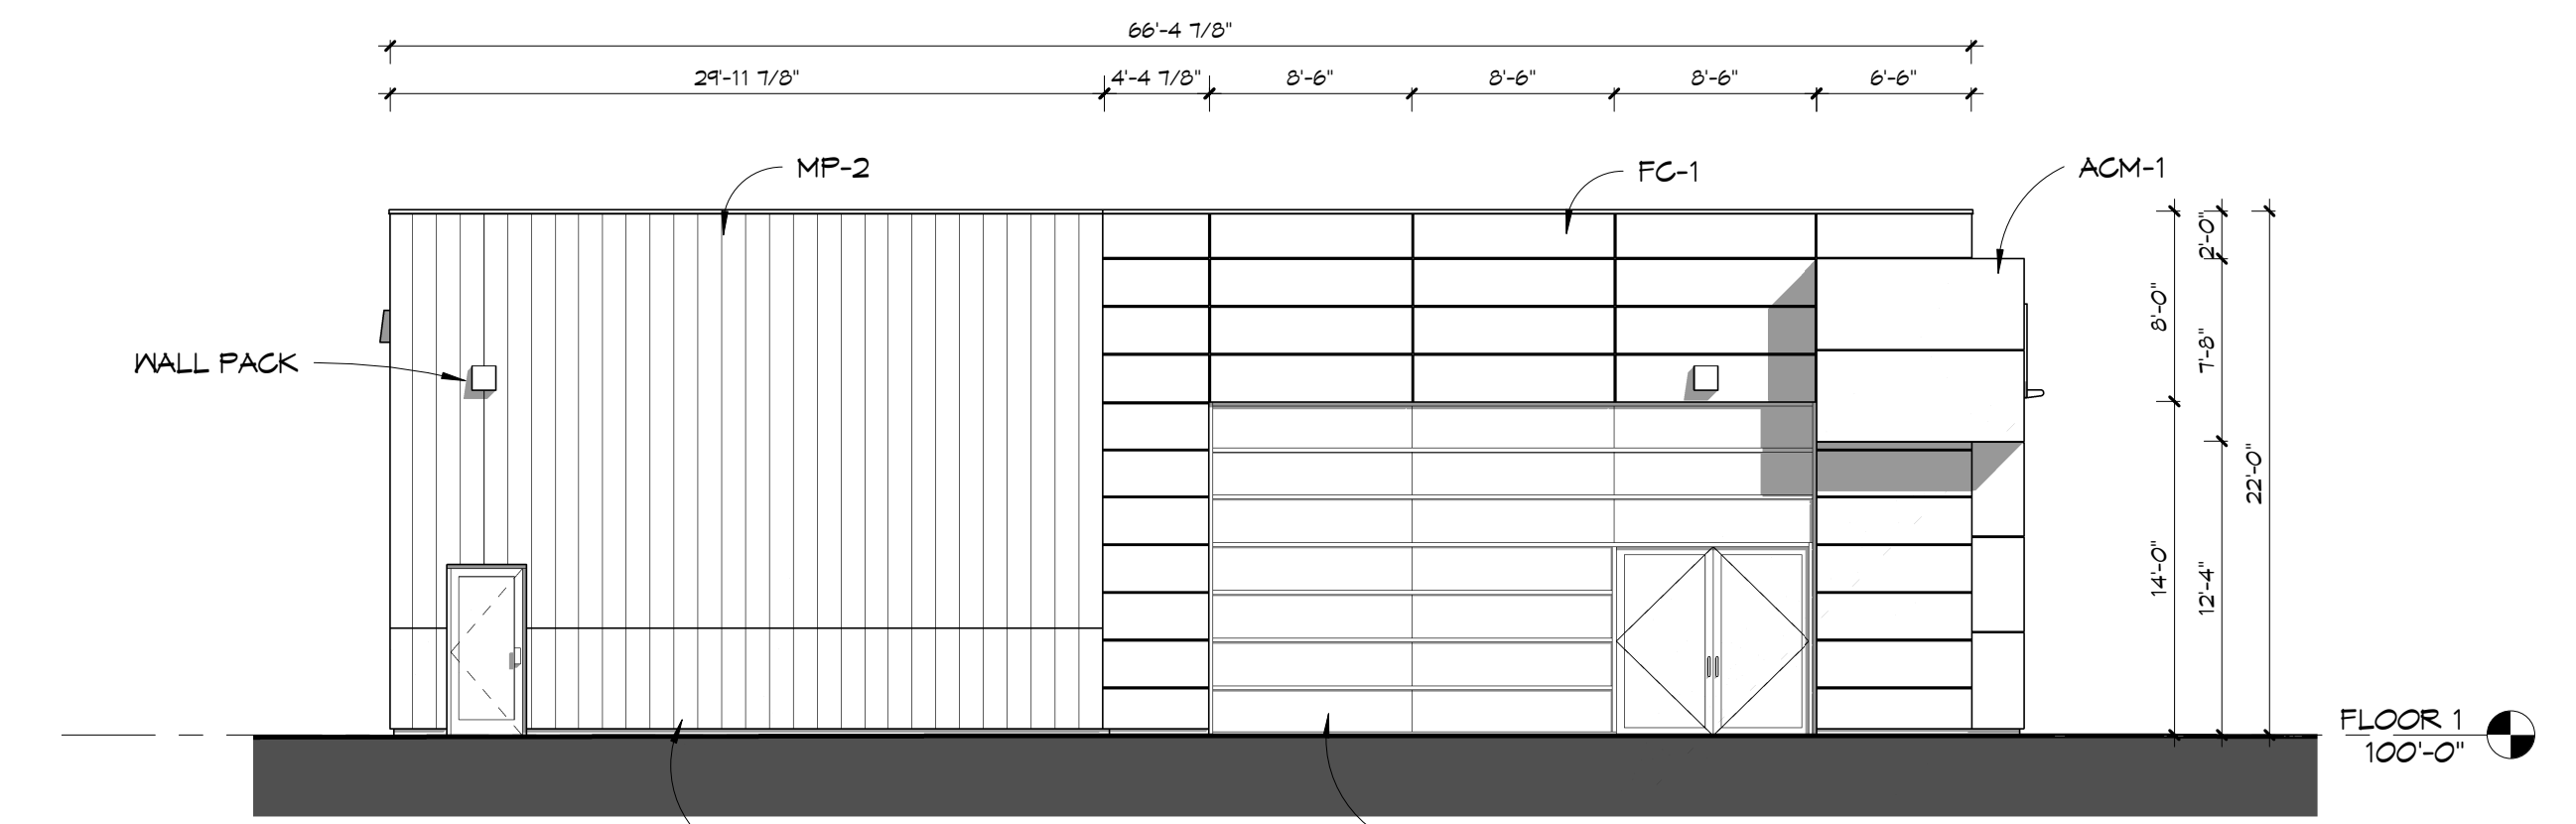 66'-4 7/8"
29'-11 7/8"
4'-4 7/8"
8'-6"
8'-6"
8'-6"
6'-6"
MP-2
FC-1
ACM-1
WALL PACK
2'-0"
8'-0"
7'-8"
22'-0"
14'-0"
12'-4"
FLOOR 1
100'-0"